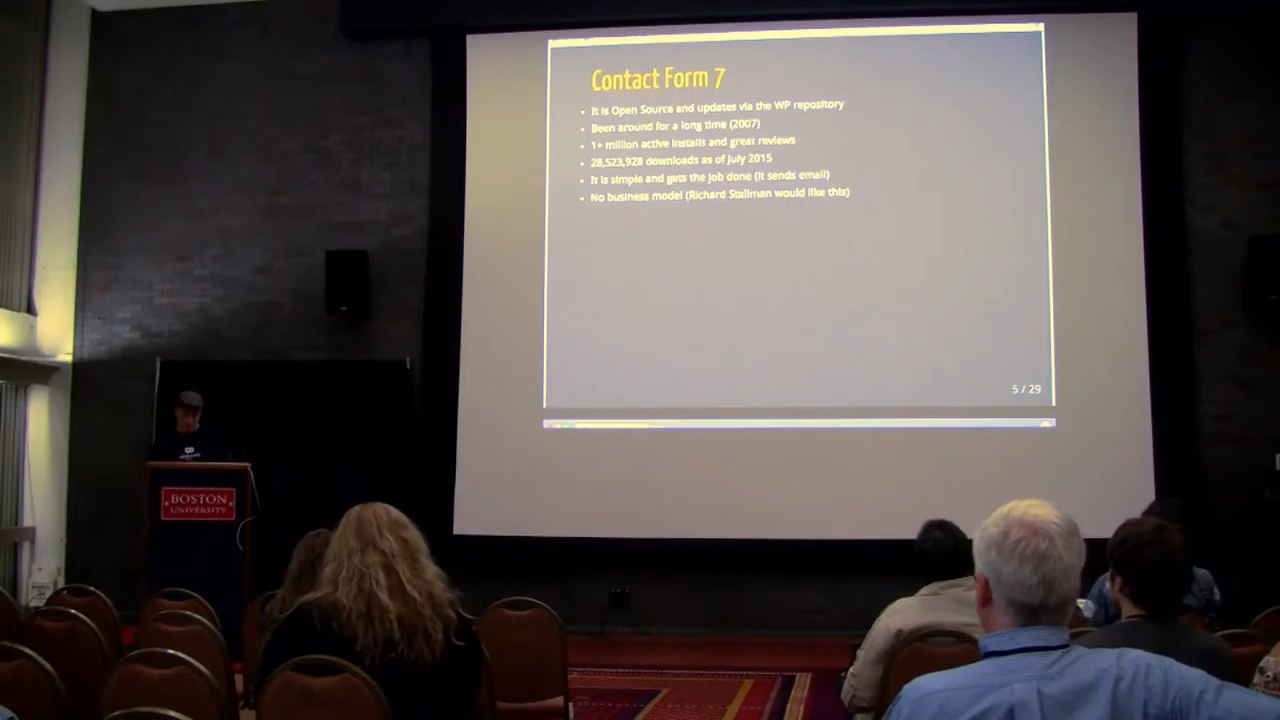 Contact Form 7
• It is Open Source and updates via the WP repository
• Been around for a long time (2007)
• 1+ million active installs and great reviews
• 28,523,928 downloads as of July 2015
• It is simple and gets the job done (it sends email)
• No business model (Richard Stallman would like this)
5 / 29
BOSTON
UNIVERSITY